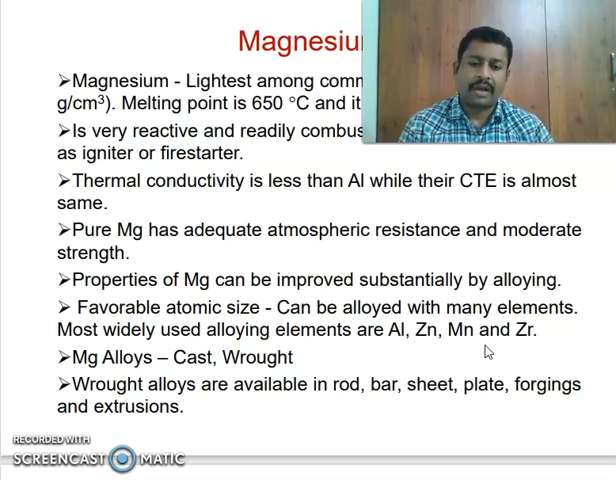 Magnesiu
➢Magnesium - Lightest among comm
g/cm³). Melting point is 650 °C and it
➢Is very reactive and readily combus
as igniter or firestarter.
➢Thermal conductivity is less than Al while their CTE is almost
same.
➢Pure Mg has adequate atmospheric resistance and moderate
strength.
➢Properties of Mg can be improved substantially by alloying.
➢ Favorable atomic size - Can be alloyed with many elements.
Most widely used alloying elements are Al, Zn, Mn and Zr.
➢Mg Alloys – Cast, Wrought
➢Wrought alloys are available in rod, bar, sheet, plate, forgings
and extrusions.
RECORDED WITH
SCREENCAST MATIC